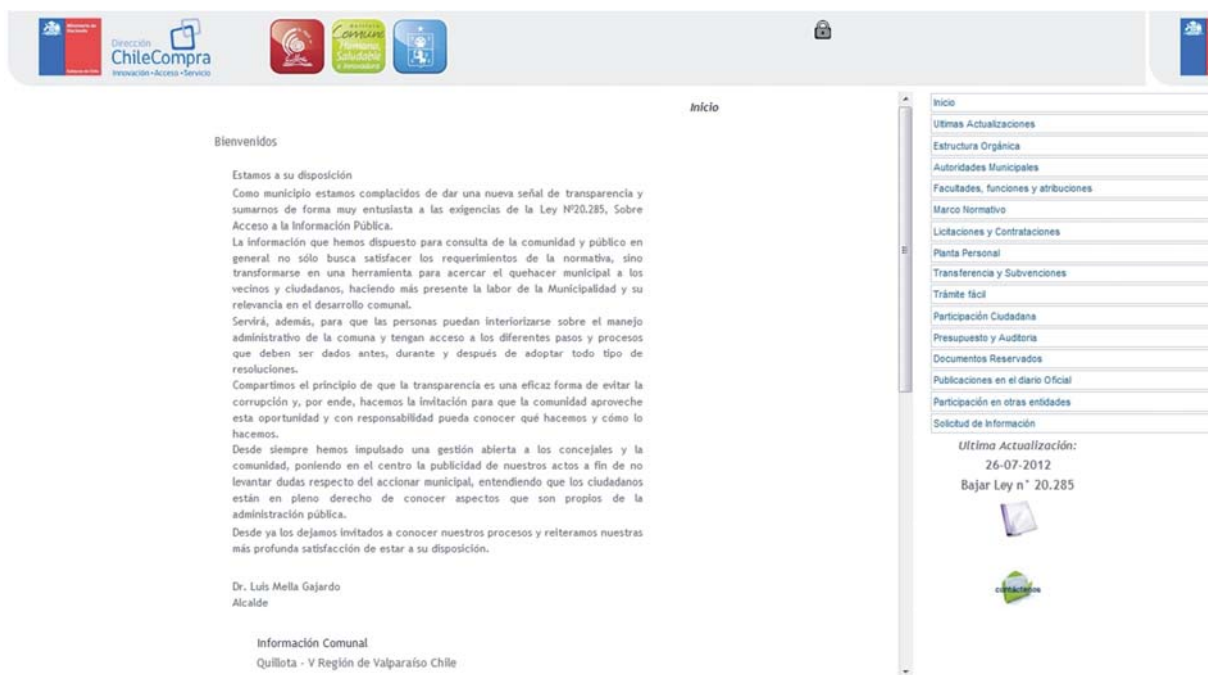 Ministerio de
Hacienda
Gobierno de Chile
Dirección
ChileCompra
Innovación•Acceso•Servicio
Comuna
Humana,
Saludable
e Innovadora
Inicio
Bienvenidos
Estamos a su disposición
Como municipio estamos complacidos de dar una nueva señal de transparencia y
sumarnos de forma muy entusiasta a las exigencias de la Ley Nº20.285, Sobre
Acceso a la Información Pública.
La información que hemos dispuesto para consulta de la comunidad y público en
general no sólo busca satisfacer los requerimientos de la normativa, sino
transformarse en una herramienta para acercar el quehacer municipal a los
vecinos y ciudadanos, haciendo más presente la labor de la Municipalidad y su
relevancia en el desarrollo comunal.
Servirá, además, para que las personas puedan interiorizarse sobre el manejo
administrativo de la comuna y tengan acceso a los diferentes pasos y procesos
que deben ser dados antes, durante y después de adoptar todo tipo de
resoluciones.
Compartimos el principio de que la transparencia es una eficaz forma de evitar la
corrupción y, por ende, hacemos la invitación para que la comunidad aproveche
esta oportunidad y con responsabilidad pueda conocer qué hacemos y cómo lo
hacemos.
Desde siempre hemos impulsado una gestión abierta a los concejales y la
comunidad, poniendo en el centro la publicidad de nuestros actos a fin de no
levantar dudas respecto del accionar municipal, entendiendo que los ciudadanos
están en pleno derecho de conocer aspectos que son propios de la
administración pública.
Desde ya los dejamos invitados a conocer nuestros procesos y reiteramos nuestras
más profunda satisfacción de estar a su disposición.
Dr. Luis Mella Gajardo
Alcalde
Información Comunal
Quillota - V Región de Valparaíso Chile
Inicio
Ultimas Actualizaciones
Estructura Orgánica
Autoridades Municipales
Facultades, funciones y atribuciones
Marco Normativo
Licitaciones y Contrataciones
Planta Personal
Transferencia y Subvenciones
Trámite fácil
Participación Ciudadana
Presupuesto y Auditoria
Documentos Reservados
Publicaciones en el diario Oficial
Participación en otras entidades
Solicitud de Información
Ultima Actualización:
26-07-2012
Bajar Ley n° 20.285
contáctenos